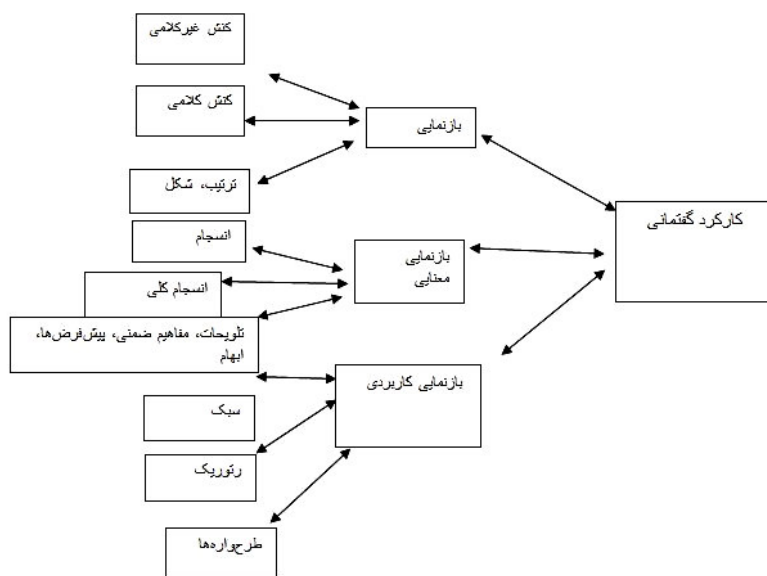 کنش غیرکلامی
کنش کلامی
بازنمایی
ترتیب، شکل
کارکرد گفتمانی
انسجام
بازنمایی
معنایی
انسجام کلی
تلویحات، مفاهیم ضمنی، پیش‌فرض‌ها،
ابهام
بازنمایی کاربردی
سبک
رتوریک
طرحواره‌ها